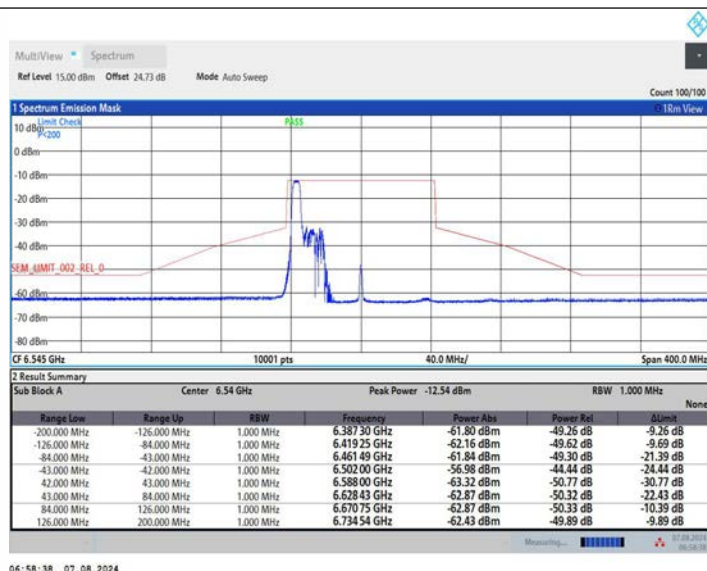 MultiView Spectrum
Ref Level 15.00 dBm Offset 24.73 dB Mode Auto Sweep
Count 100/100
1 Spectrum Emission Mask 1Rm View
10 dBm Limit Check PASS
P<200
0 dBm
-10 dBm
-20 dBm
-30 dBm
-40 dBm
SEM_LIMIT_002_REL_0
-60 dBm
-70 dBm
-80 dBm
CF 6.545 GHz 10001 pts 40.0 MHz/ Span 400.0 MHz
2 Result Summary
Sub Block A Center 6.54 GHz Peak Power -12.54 dBm RBW 1.000 MHz
None
Range Low Range Up RBW Frequency Power Abs Power Rel ΔLimit
-200.000 MHz -126.000 MHz 1.000 MHz 6.387 30 GHz -61.80 dBm -49.26 dB -9.26 dB
-126.000 MHz -84.000 MHz 1.000 MHz 6.419 25 GHz -62.16 dBm -49.62 dB -9.69 dB
-84.000 MHz -43.000 MHz 1.000 MHz 6.461 49 GHz -61.84 dBm -49.30 dB -21.39 dB
-43.000 MHz -42.000 MHz 1.000 MHz 6.502 00 GHz -56.98 dBm -44.44 dB -24.44 dB
42.000 MHz 43.000 MHz 1.000 MHz 6.588 00 GHz -63.32 dBm -50.77 dB -30.77 dB
43.000 MHz 84.000 MHz 1.000 MHz 6.628 43 GHz -62.87 dBm -50.32 dB -22.43 dB
84.000 MHz 126.000 MHz 1.000 MHz 6.670 75 GHz -62.87 dBm -50.33 dB -10.39 dB
126.000 MHz 200.000 MHz 1.000 MHz 6.734 54 GHz -62.43 dBm -49.89 dB -9.89 dB
Measuring... 07.08.2024
06:58:38
06:58:38 07.08.2024